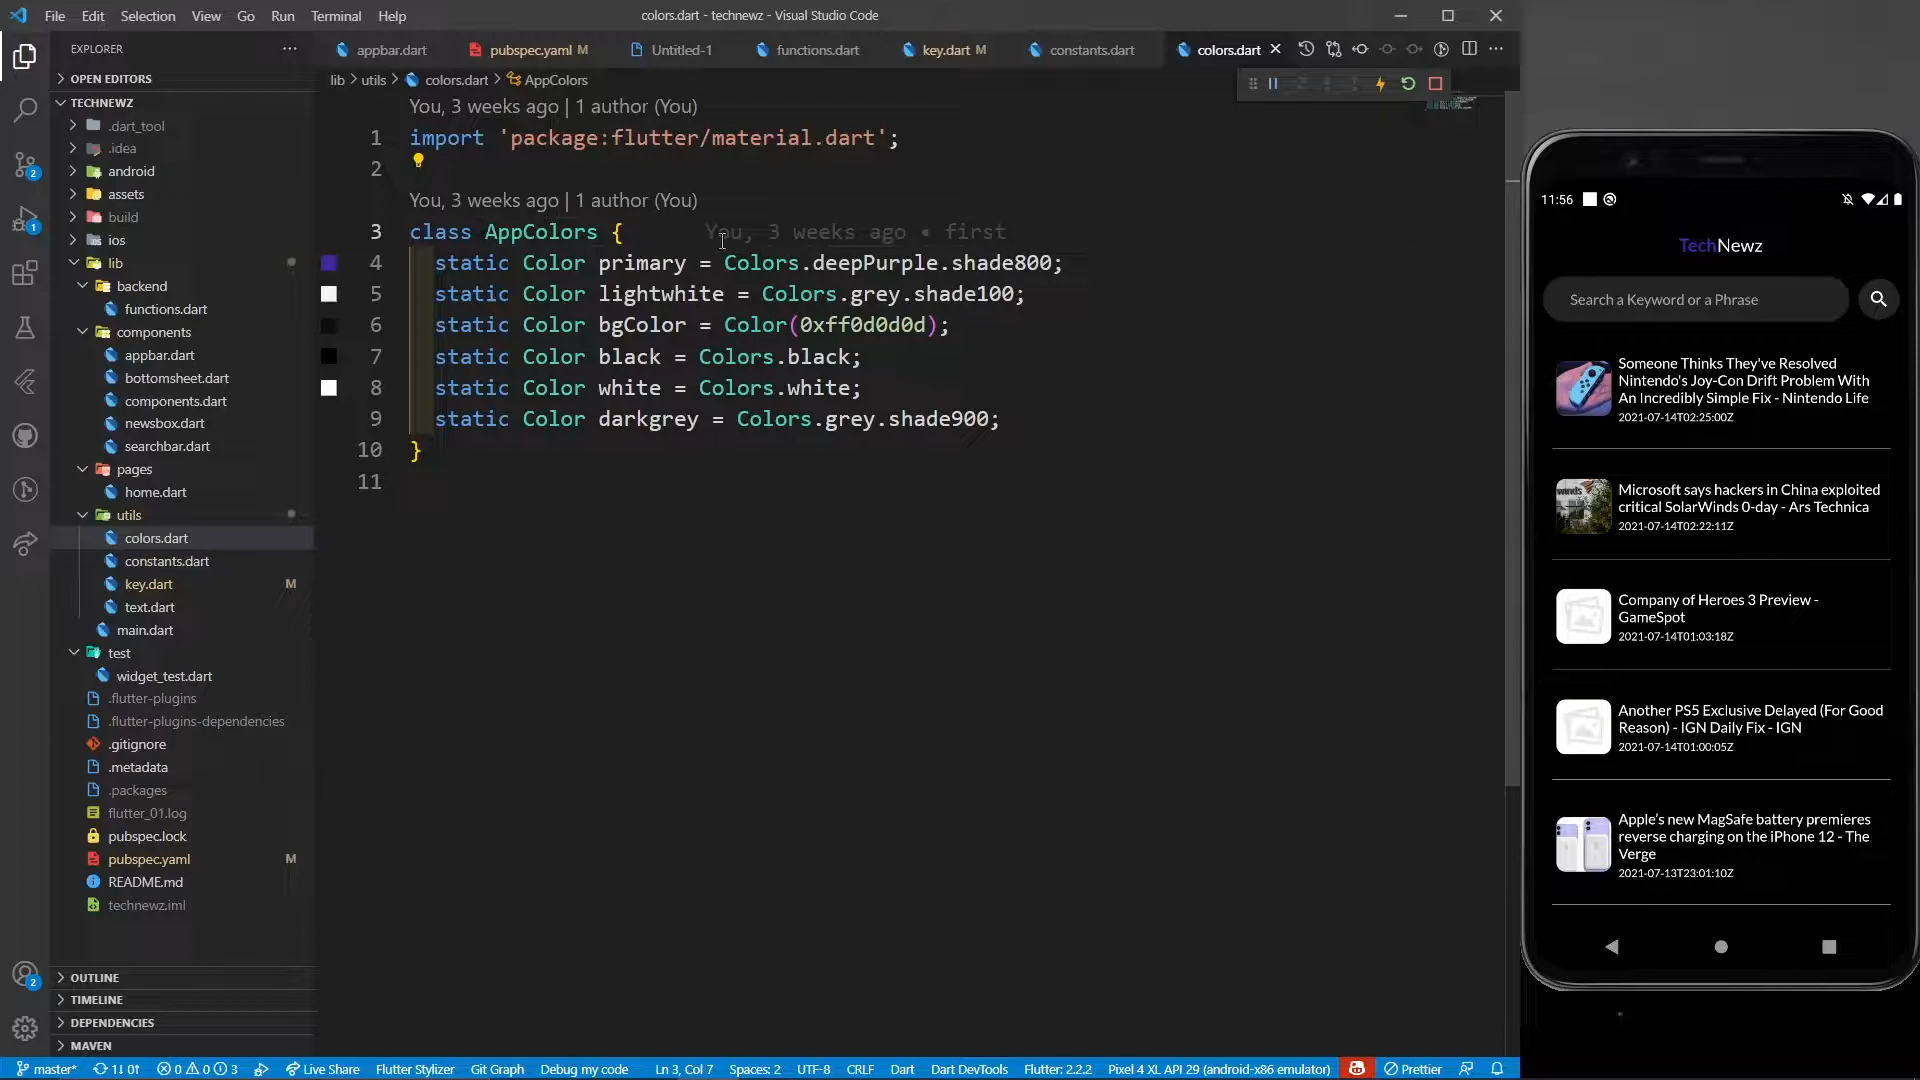 File Edit Selection View Go Run Terminal Help
colors.dart - technewz - Visual Studio Code
EXPLORER
OPEN EDITORS
TECHNEWZ
.dart_tool
.idea
android
assets
build
ios
lib
backend
functions.dart
components
appbar.dart
bottomsheet.dart
components.dart
newsbox.dart
searchbar.dart
pages
home.dart
utils
colors.dart
constants.dart
key.dart M
text.dart
main.dart
test
widget_test.dart
.flutter-plugins
.flutter-plugins-dependencies
.gitignore
.metadata
.packages
flutter_01.log
pubspec.lock
pubspec.yaml M
README.md
technewz.iml
OUTLINE
TIMELINE
DEPENDENCIES
MAVEN
2
1
2
appbar.dart pubspec.yaml M Untitled-1 functions.dart key.dart M constants.dart colors.dart
lib > utils > colors.dart > AppColors
You, 3 weeks ago | 1 author (You)
1 import 'package:flutter/material.dart';
2
You, 3 weeks ago | 1 author (You)
3 class AppColors { You, 3 weeks ago • first
4 static Color primary = Colors.deepPurple.shade800;
5 static Color lightwhite = Colors.grey.shade100;
6 static Color bgColor = Color(0xff0d0d0d);
7 static Color black = Colors.black;
8 static Color white = Colors.white;
9 static Color darkgrey = Colors.grey.shade900;
10 }
11
11:56
TechNewz
Search a Keyword or a Phrase
Someone Thinks They've Resolved
Nintendo's Joy-Con Drift Problem With
An Incredibly Simple Fix - Nintendo Life
2021-07-14T02:25:00Z
Microsoft says hackers in China exploited
critical SolarWinds 0-day - Ars Technica
2021-07-14T02:22:11Z
Company of Heroes 3 Preview -
GameSpot
2021-07-14T01:03:18Z
Another PS5 Exclusive Delayed (For Good
Reason) - IGN Daily Fix - IGN
2021-07-14T01:00:05Z
Apple's new MagSafe battery premieres
reverse charging on the iPhone 12 - The
Verge
2021-07-13T23:01:10Z
master* 1↓ 0↑ 0 0 3 Live Share Flutter Stylizer Git Graph Debug my code Ln 3, Col 7 Spaces: 2 UTF-8 CRLF Dart Dart DevTools Flutter: 2.2.2 Pixel 4 XL API 29 (android-x86 emulator) Prettier